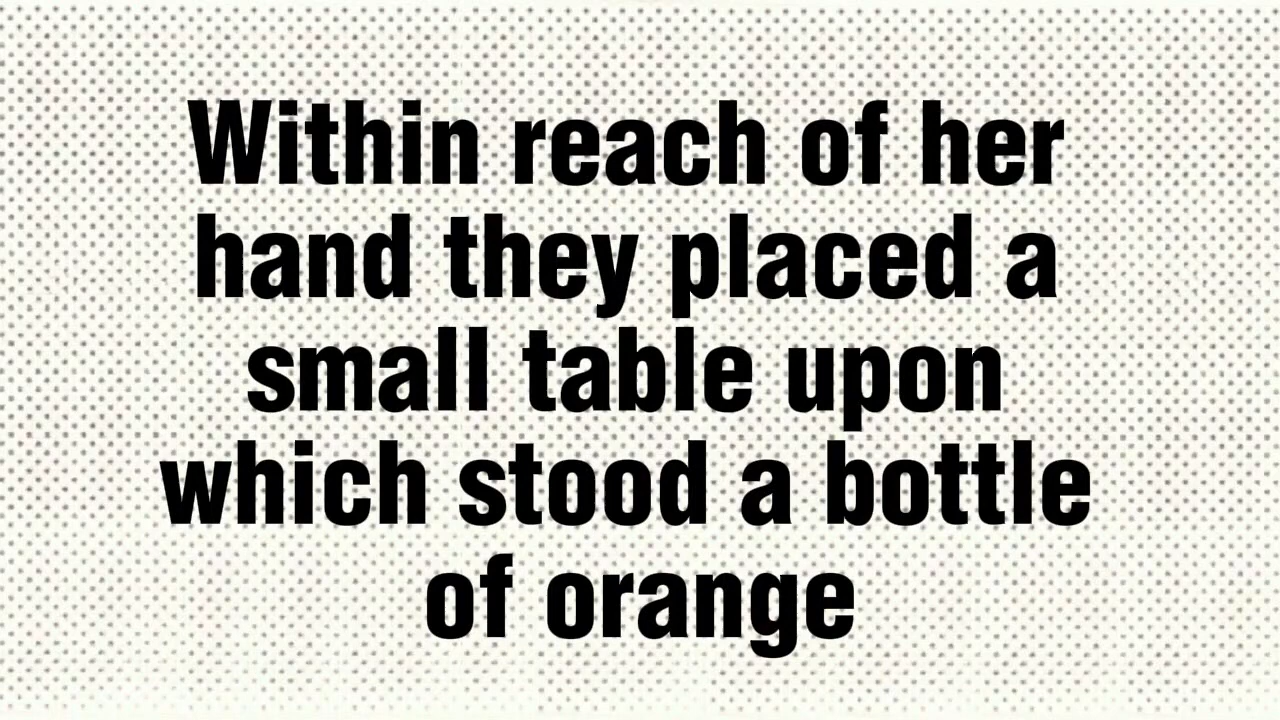 Within reach of her
hand they placed a
small table upon
which stood a bottle
of orange